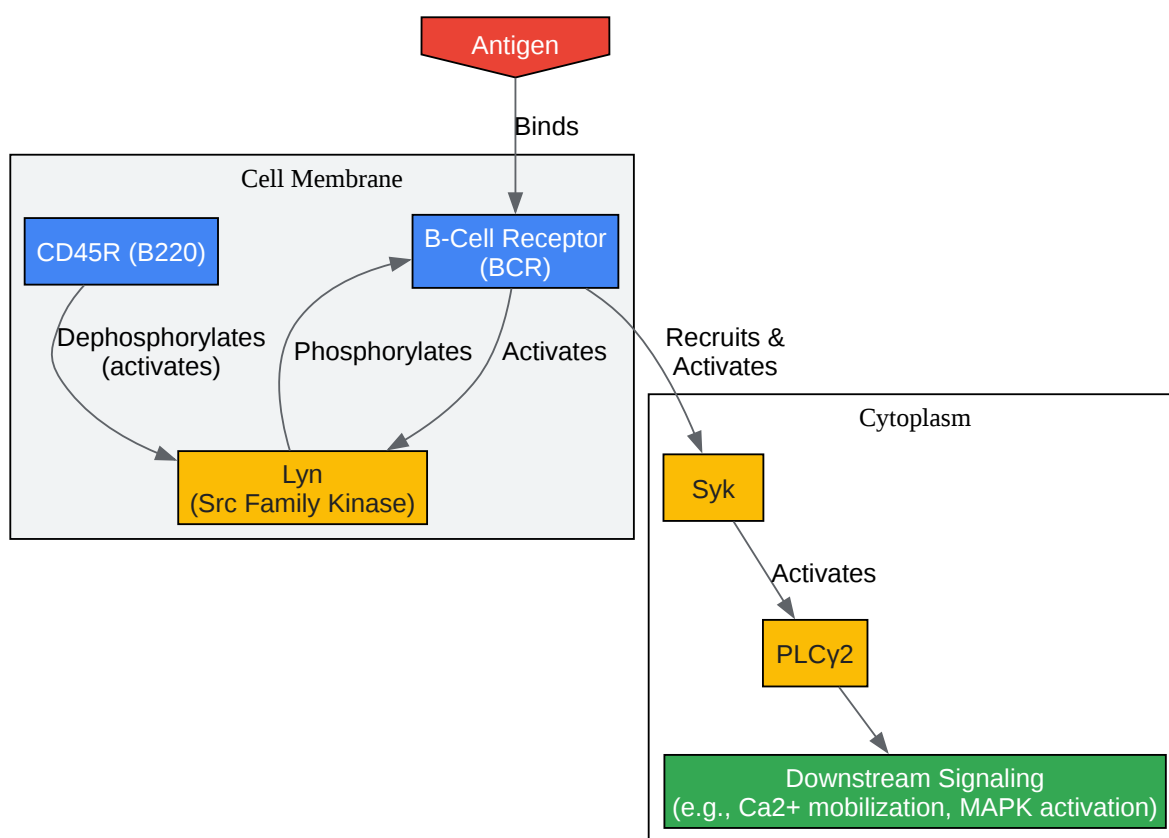 Antigen
Binds
Cell Membrane
CD45R (B220)
B-Cell Receptor
(BCR)
Dephosphorylates
(activates)
Phosphorylates
Activates
Recruits &
Activates
Lyn
(Src Family Kinase)
Cytoplasm
Syk
Activates
PLCγ2
Downstream Signaling
(e.g., Ca2+ mobilization, MAPK activation)